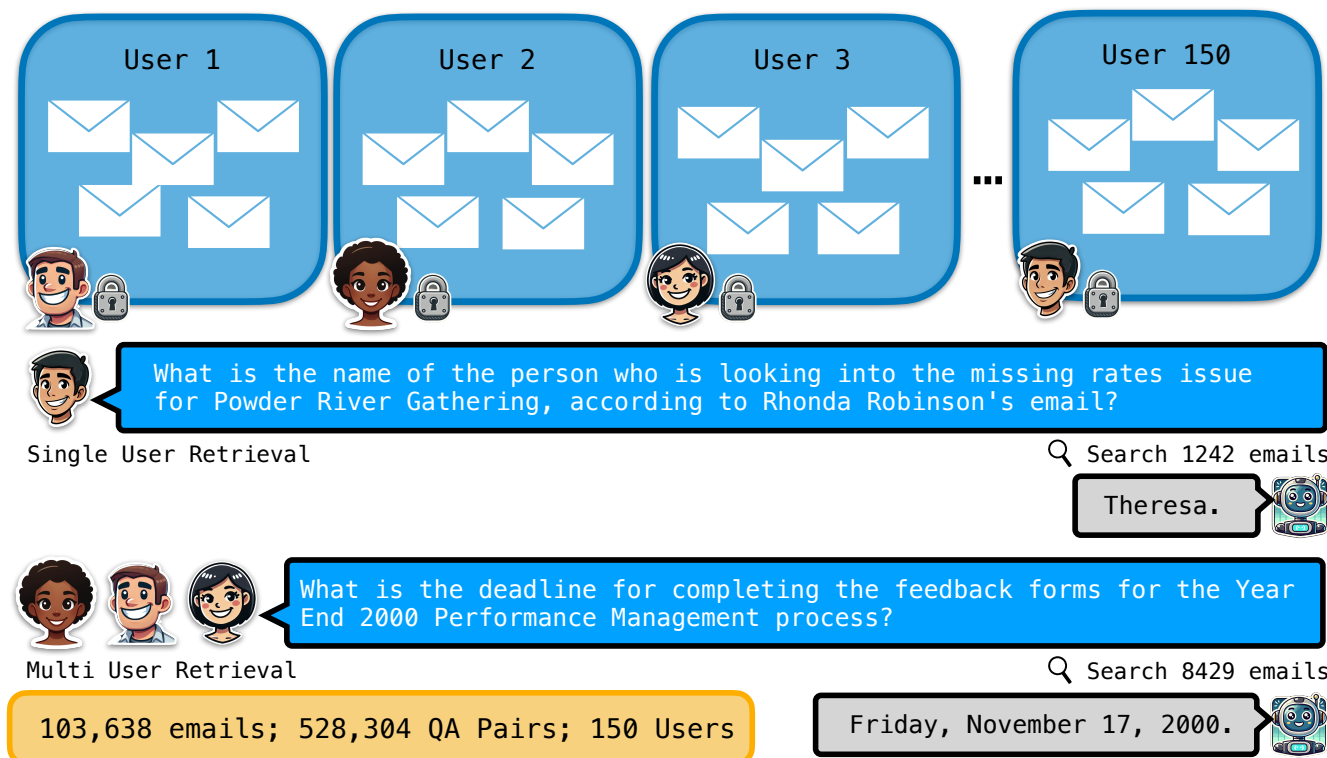 User 1
User 2
User 3
...
User 150
What is the name of the person who is looking into the missing rates issue
for Powder River Gathering, according to Rhonda Robinson's email?
Single User Retrieval
Search 1242 emails
Theresa.
What is the deadline for completing the feedback forms for the Year
End 2000 Performance Management process?
Multi User Retrieval
Search 8429 emails
103,638 emails; 528,304 QA Pairs; 150 Users
Friday, November 17, 2000.